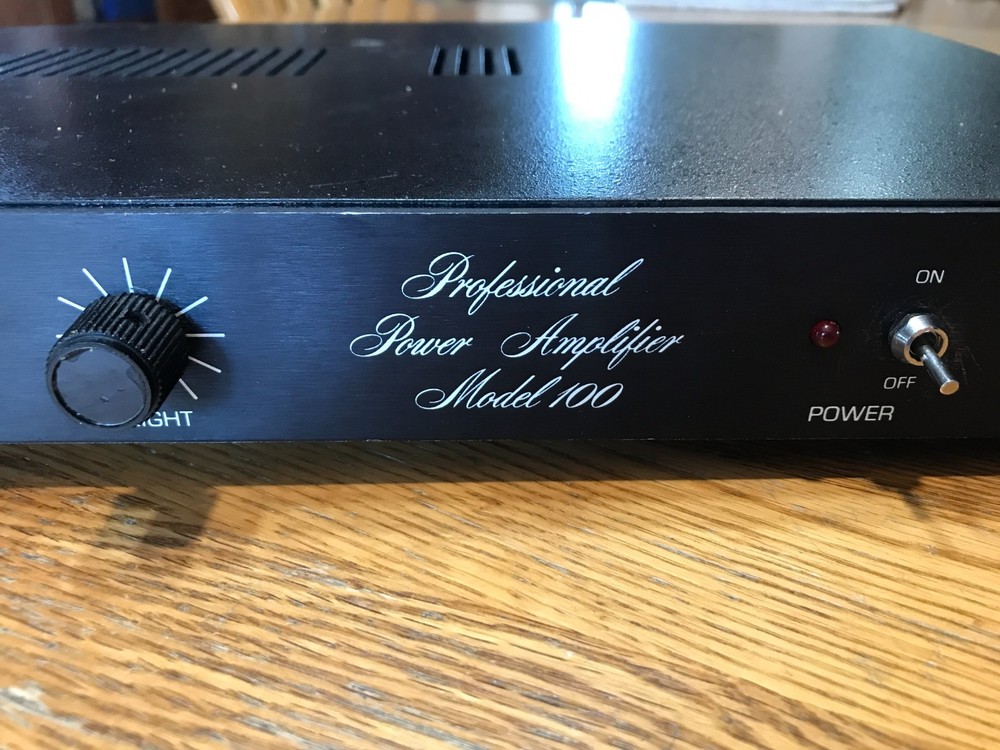 Professional
Power Amplifier
Model 100
ON
OFF
POWER